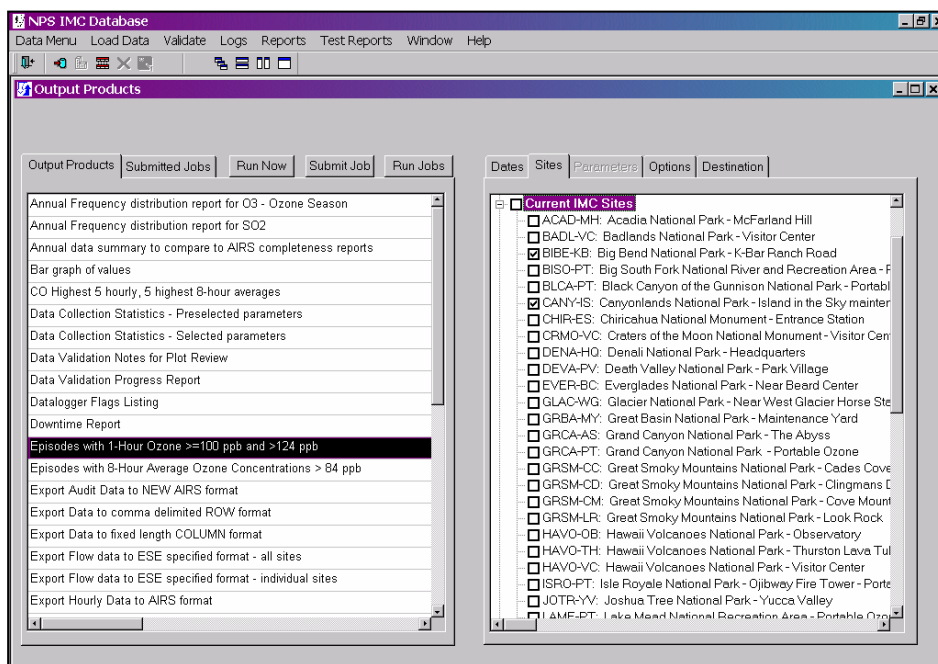 NPS IMC Database
Data Menu Load Data Validate Logs Reports Test Reports Window Help
Output Products
Output Products Submitted Jobs Run Now Submit Job Run Jobs
Annual Frequency distribution report for O3 - Ozone Season
Annual Frequency distribution report for SO2
Annual data summary to compare to AIRS completeness reports
Bar graph of values
CO Highest 5 hourly, 5 highest 8-hour averages
Data Collection Statistics - Preselected parameters
Data Collection Statistics - Selected parameters
Data Validation Notes for Plot Review
Data Validation Progress Report
Datalogger Flags Listing
Downtime Report
Episodes with 1-Hour Ozone >=100 ppb and >124 ppb
Episodes with 8-Hour Average Ozone Concentrations > 84 ppb
Export Audit Data to NEW AIRS format
Export Data to comma delimited ROW format
Export Data to fixed length COLUMN format
Export Flow data to ESE specified format - all sites
Export Flow data to ESE specified format - individual sites
Export Hourly Data to AIRS format
Dates Sites Parameters Options Destination
Current IMC Sites
ACAD-MH: Acadia National Park - McFarland Hill
BADL-VC: Badlands National Park - Visitor Center
BIBE-KB: Big Bend National Park - K-Bar Ranch Road
BISO-PT: Big South Fork National River and Recreation Area -
BLCA-PT: Black Canyon of the Gunnison National Park - Portabl
CANY-IS: Canyonlands National Park - Island in the Sky mainter
CHIR-ES: Chiricahua National Monument - Entrance Station
CRMO-VC: Craters of the Moon National Monument - Visitor Cen
DENA-HQ: Denali National Park - Headquarters
DEVA-PV: Death Valley National Park - Park Village
EVER-BC: Everglades National Park - Near Beard Center
GLAC-WG: Glacier National Park - Near West Glacier Horse Sta
GRBA-MY: Great Basin National Park - Maintenance Yard
GRCA-AS: Grand Canyon National Park - The Abyss
GRCA-PT: Grand Canyon National Park - Portable Ozone
GRSM-CC: Great Smoky Mountains National Park - Cades Cove
GRSM-CD: Great Smoky Mountains National Park - Clingmans D
GRSM-CM: Great Smoky Mountains National Park - Cove Mount
GRSM-LR: Great Smoky Mountains National Park - Look Rock
HAVO-OB: Hawaii Volcanoes National Park - Observatory
HAVO-TH: Hawaii Volcanoes National Park - Thurston Lava Tul
HAVO-VC: Hawaii Volcanoes National Park - Visitor Center
ISRO-PT: Isle Royale National Park - Ojibway Fire Tower - Porta
JOTR-YV: Joshua Tree National Park - Yucca Valley
LAME-PT: Lake Mead National Recreation Area - Portable Ozo